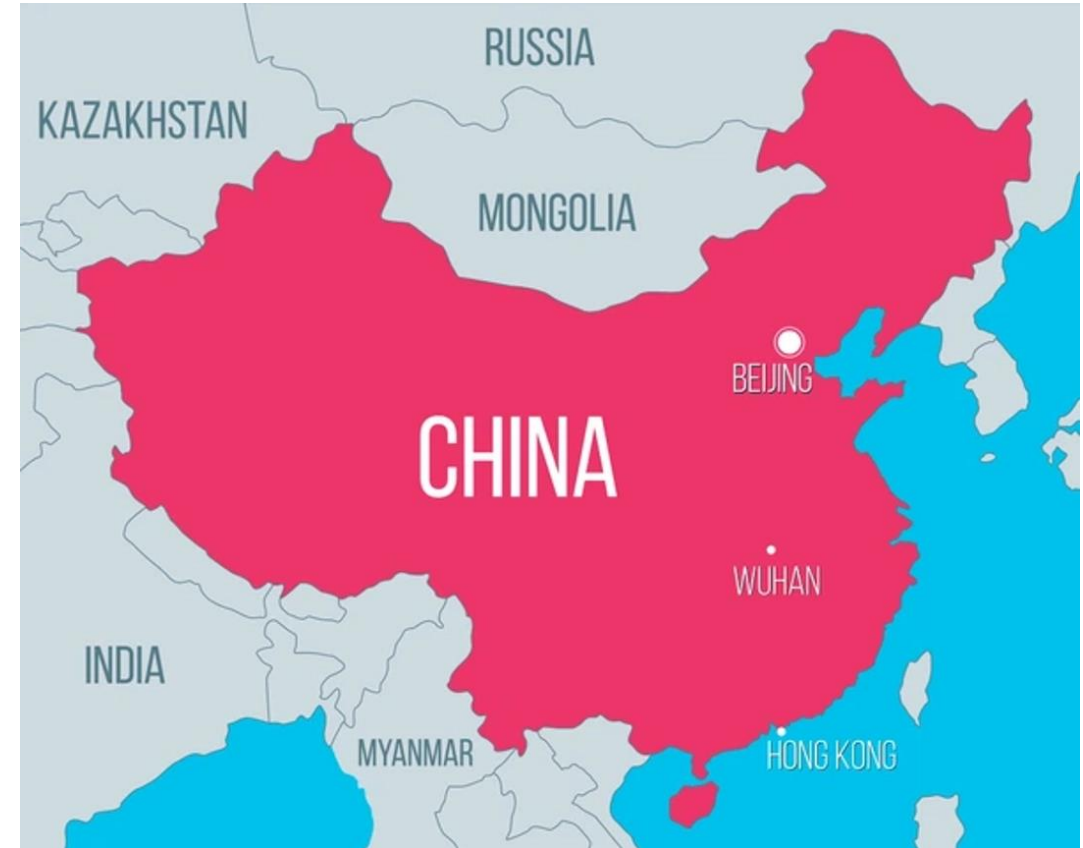 RUSSIA
KAZAKHSTAN
MONGOLIA
BEIJING
CHINA
WUHAN
INDIA
MYANMAR
HONG KONG